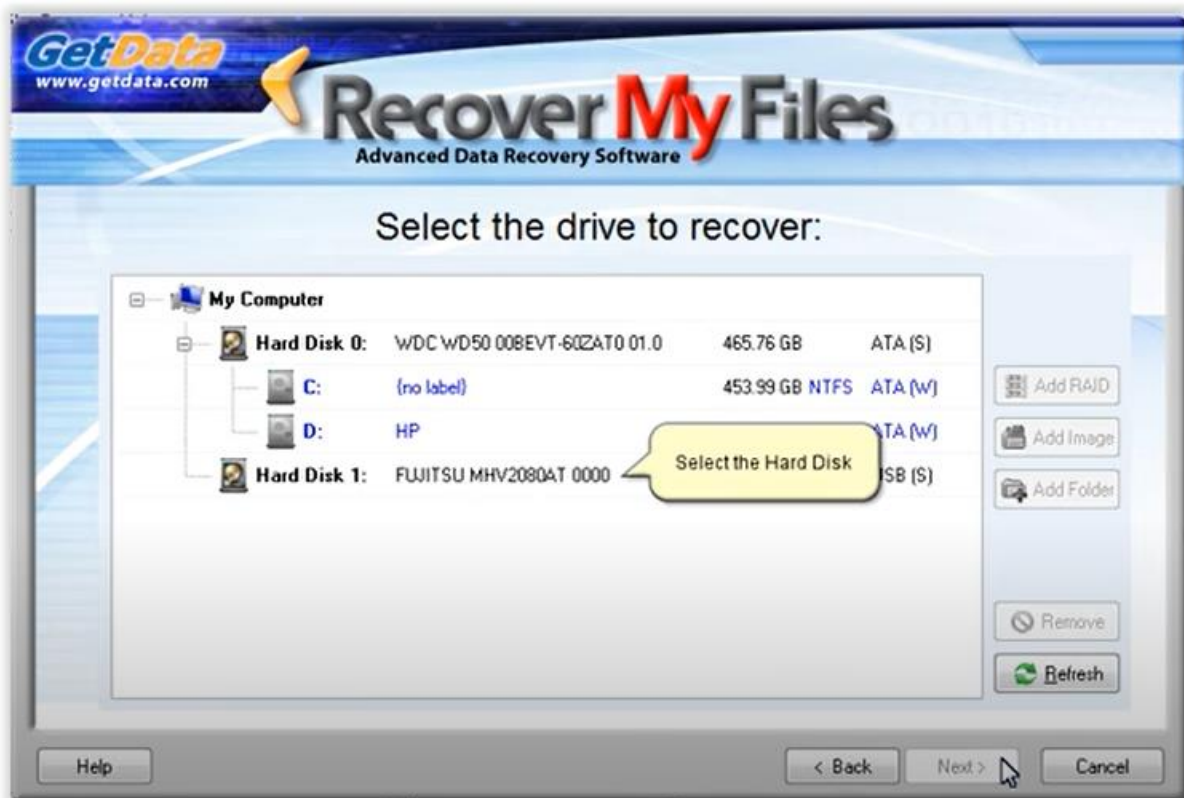 GetData
www.getdata.com
Recover My Files
Advanced Data Recovery Software
Select the drive to recover:
My Computer
Hard Disk 0: WDC WD50 00BEVT-60ZAT0 01.0 465.76 GB ATA (S)
C: {no label} 453.99 GB NTFS ATA (W)
D: HP ATA (W)
Hard Disk 1: FUJITSU MHV2080AT 0000 USB (S)
Select the Hard Disk
Add RAID
Add Image
Add Folder
Remove
Refresh
Help
< Back
Next >
Cancel